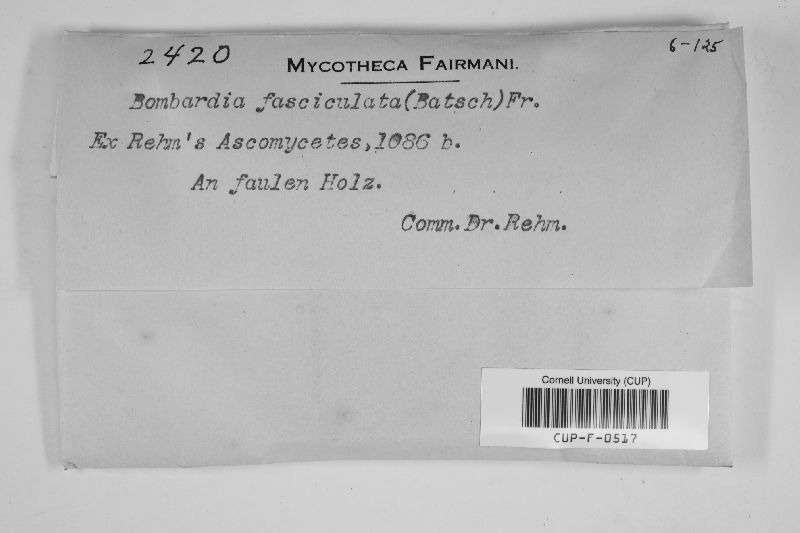 2420
6-125
MYCOTHECA FAIRMANI.
Bombardia fasciculata(Batsch)Fr.
Ex Rehm's Ascomycetes,1086 b.
An faulen Holz.
Comm.Dr.Rehm.
Cornell University (CUP)
CUP-F-0517